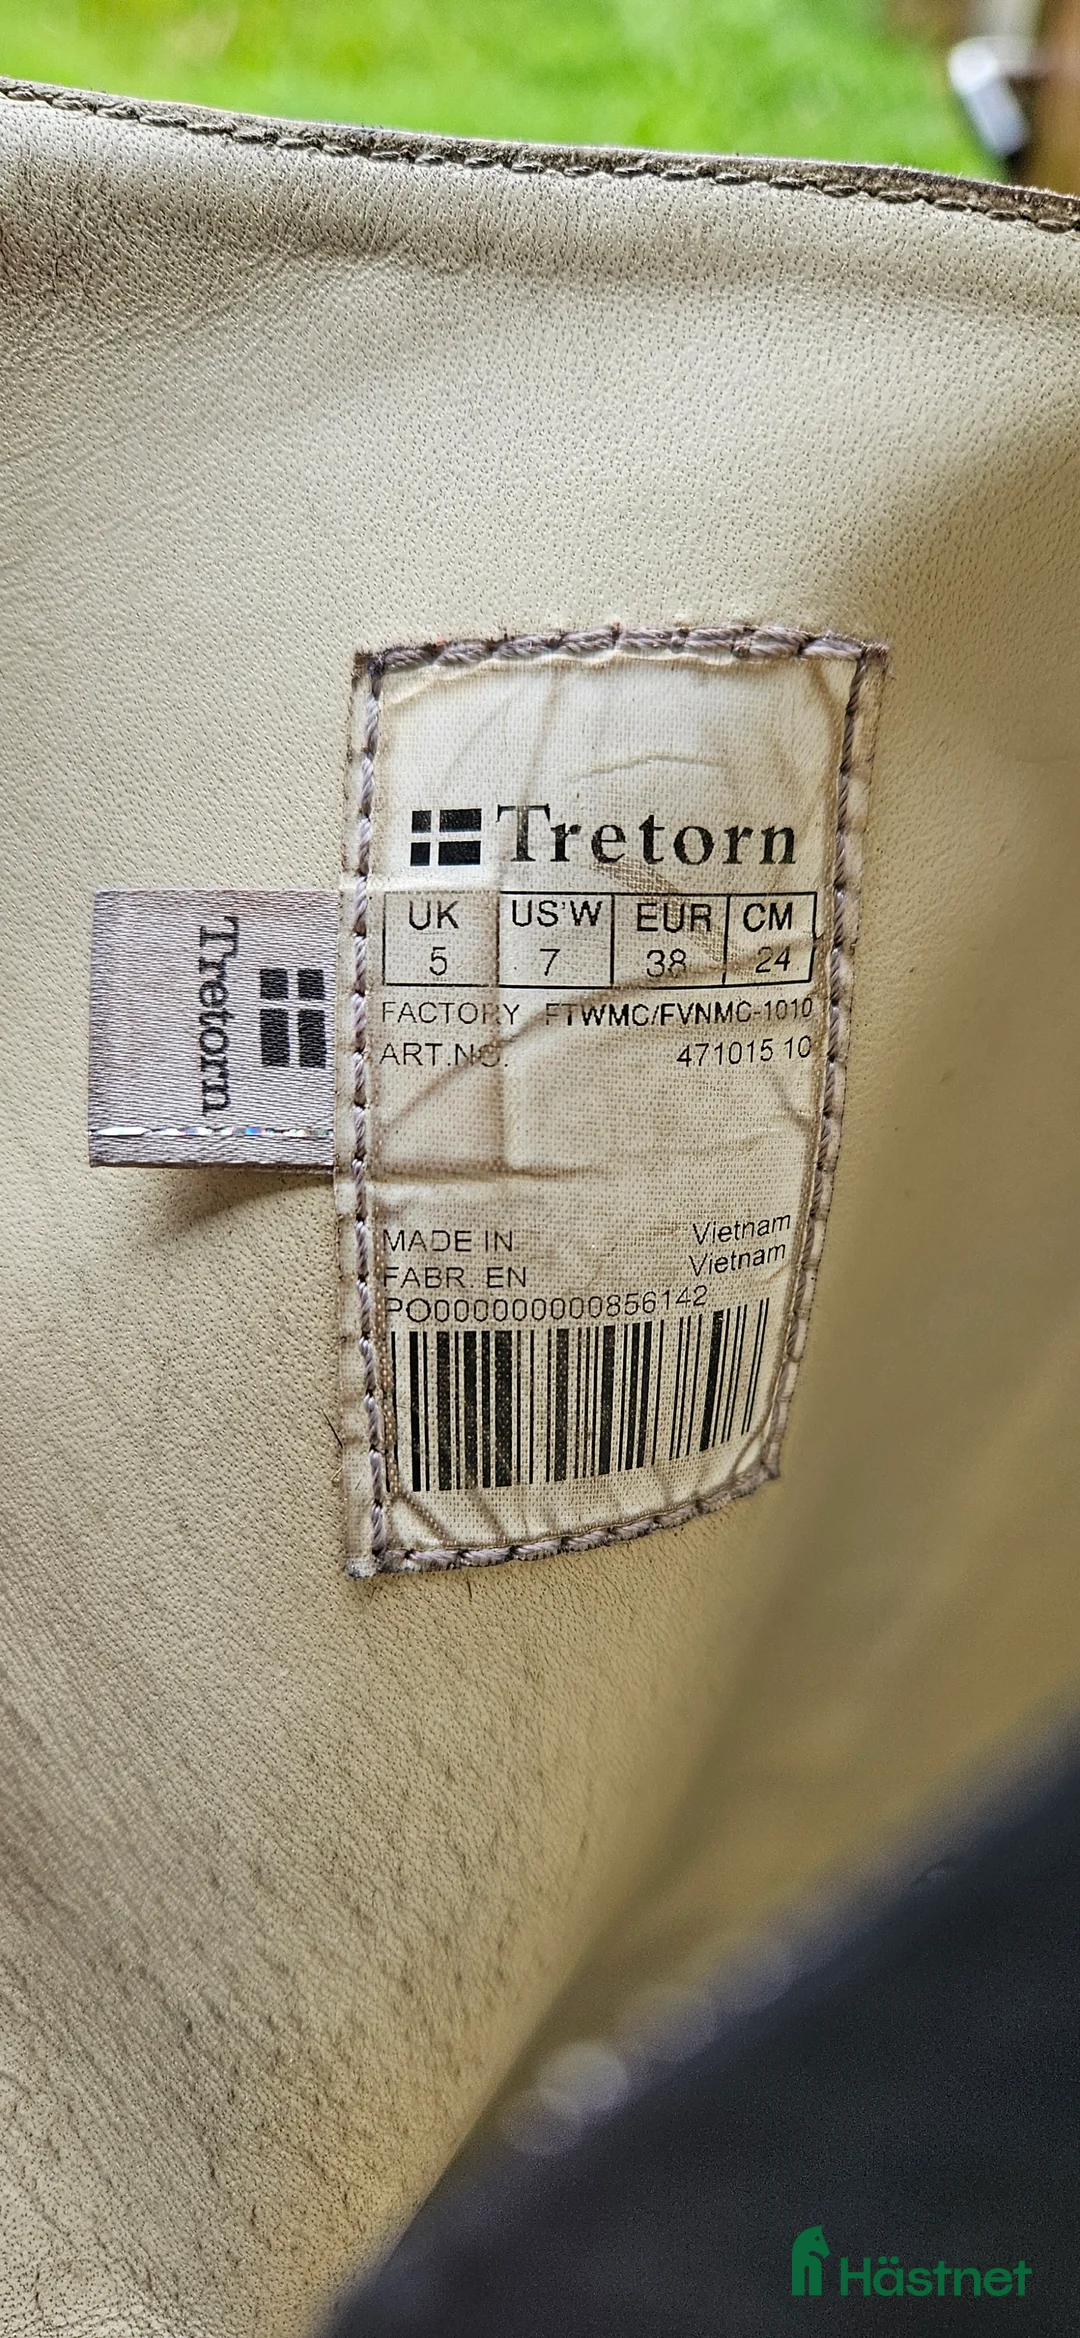 Tretorn
UK US'W EUR CM
5 7 38 24
FACTORY FTWMC/FVNMC-1010
ART.NO. 471015 10
Tretorn
MADE IN Vietnam
FABR. EN Vietnam
PO000000000856142
Hästnet